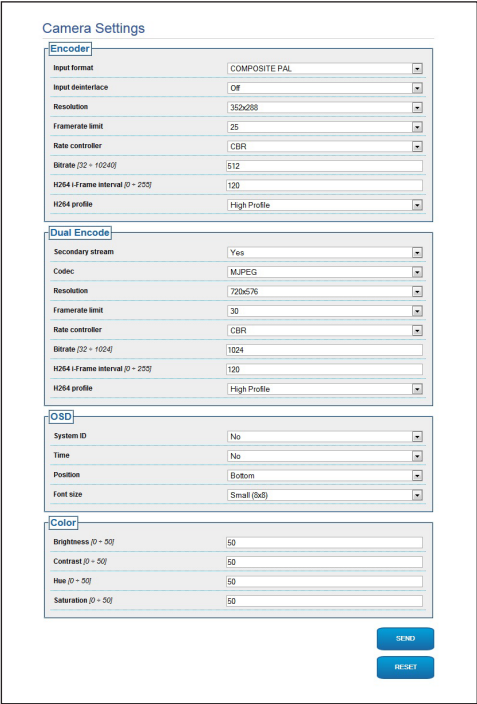 Camera Settings
Encoder
Input format COMPOSITE PAL
Input deinterlace Off
Resolution 352x288
Framerate limit 25
Rate controller CBR
Bitrate [32 ÷ 10240] 512
H264 i-Frame interval [0 ÷ 255] 120
H264 profile High Profile
Dual Encode
Secondary stream Yes
Codec MJPEG
Resolution 720x576
Framerate limit 30
Rate controller CBR
Bitrate [32 ÷ 1024] 1024
H264 i-Frame interval [0 ÷ 255] 120
H264 profile High Profile
OSD
System ID No
Time No
Position Bottom
Font size Small (8x8)
Color
Brightness [0 ÷ 50] 50
Contrast [0 ÷ 50] 50
Hue [0 ÷ 50] 50
Saturation [0 ÷ 50] 50
SEND
RESET